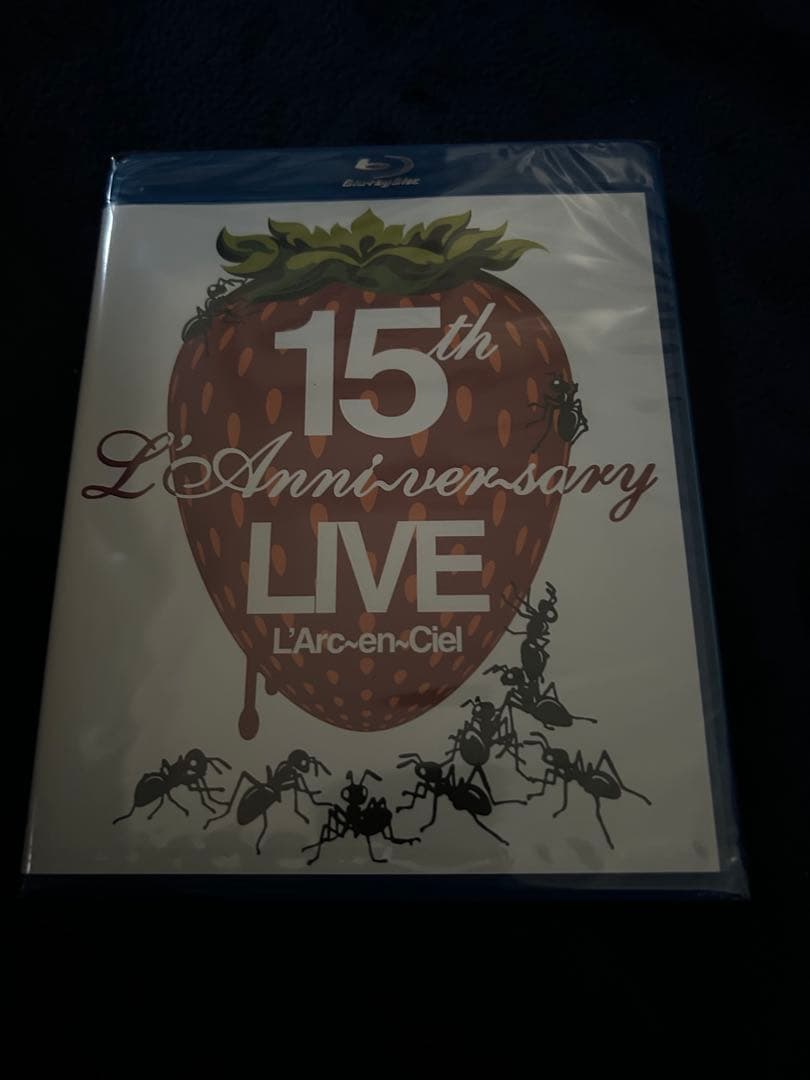 Blu-ray Disc
15th
L'Anni~ver~sary
LIVE
L'Arc~en~Ciel